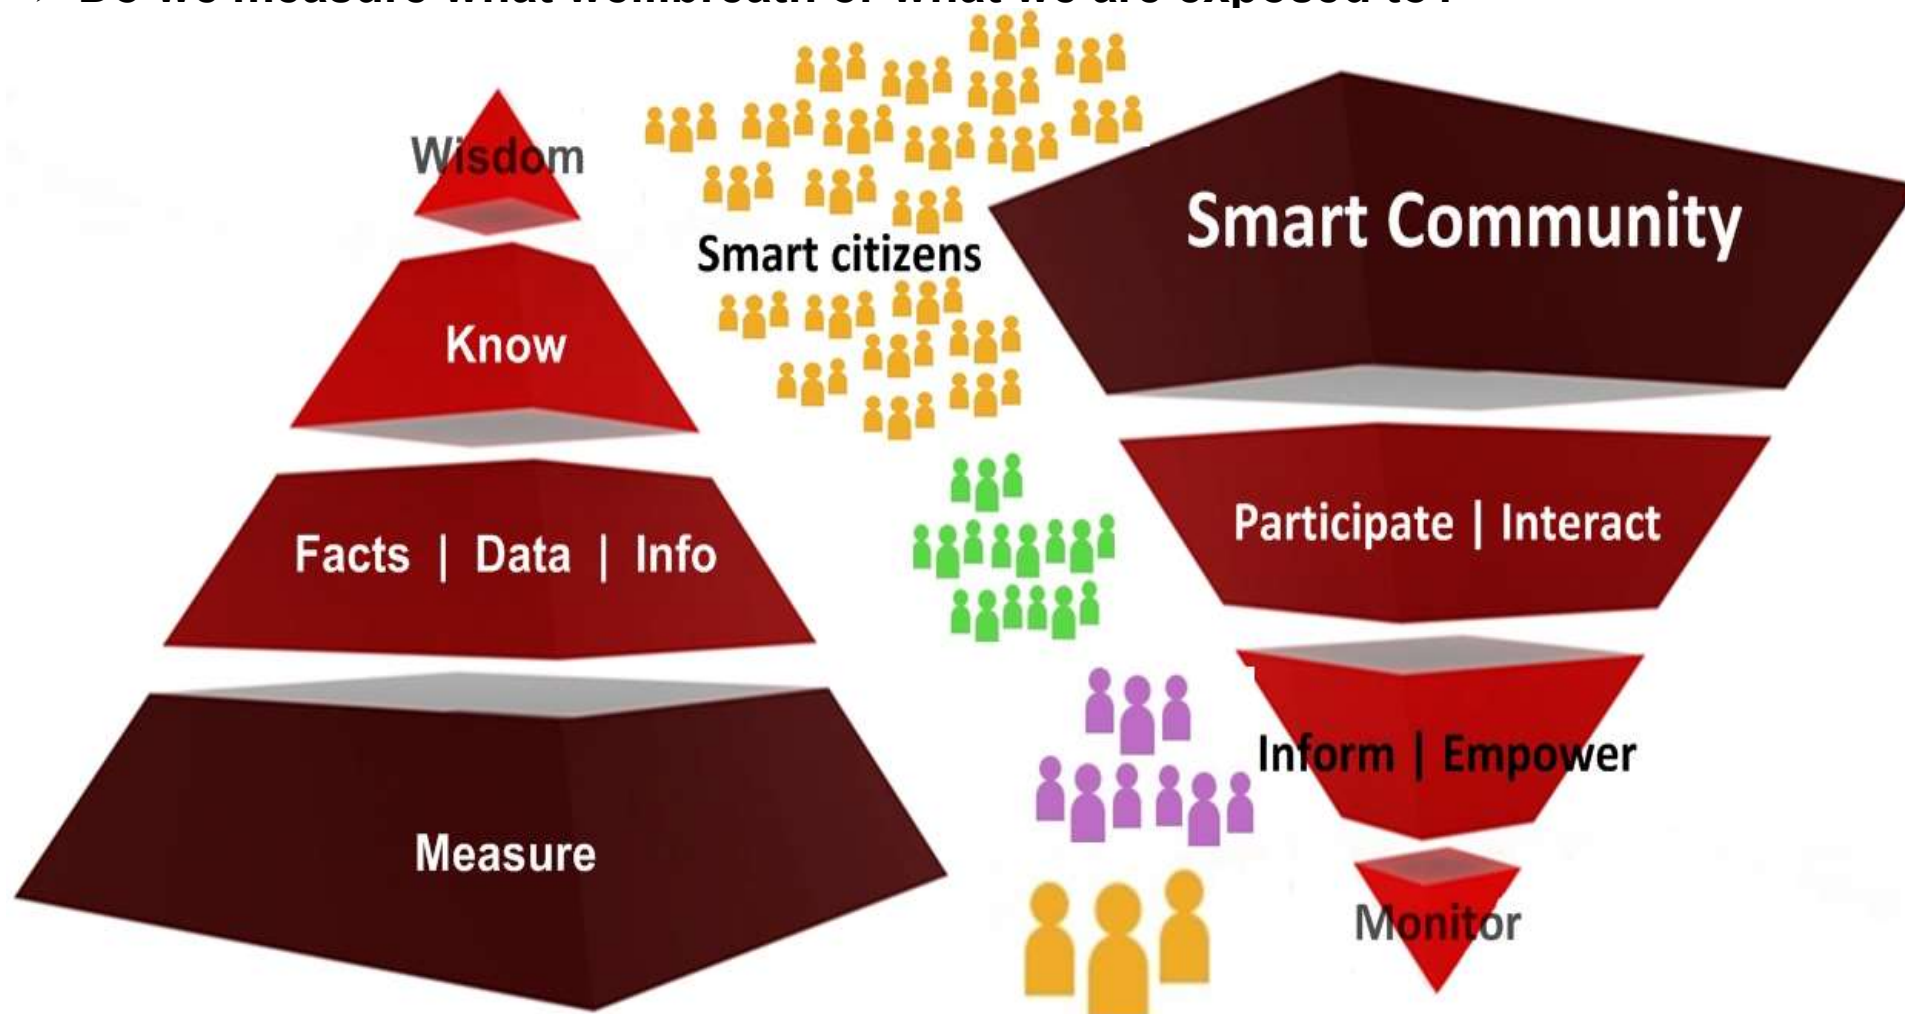 Wisdom
Know
Facts | Data | Info
Measure
Smart citizens
Smart Community
Participate | Interact
Inform | Empower
Monitor